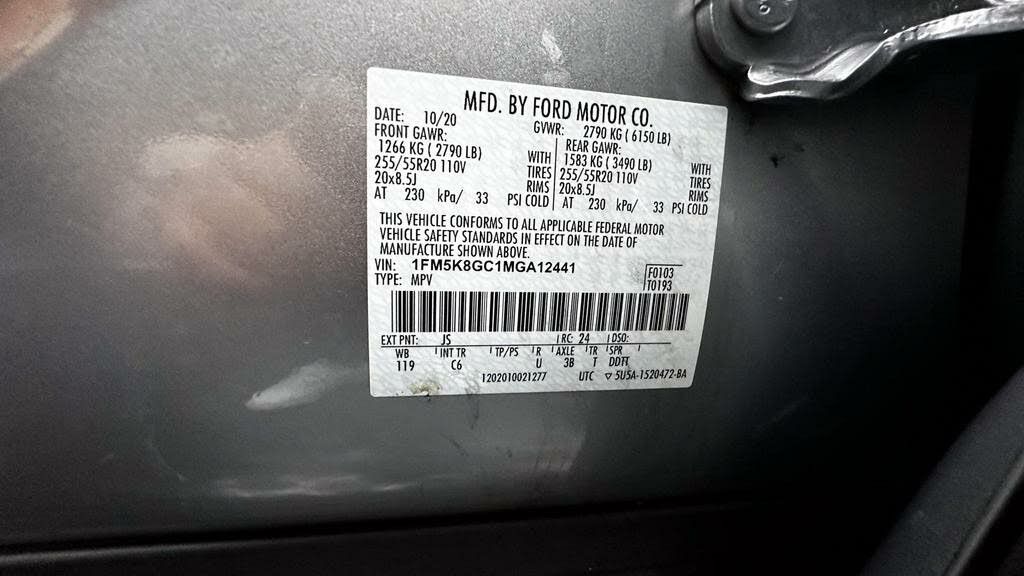 MFD. BY FORD MOTOR CO.
DATE: 10/20 GVWR: 2790 KG ( 6150 LB)
FRONT GAWR: REAR GAWR:
1266 KG ( 2790 LB) WITH 1583 KG ( 3490 LB) WITH
255/55R20 110V TIRES 255/55R20 110V TIRES
20x8.5J RIMS 20x8.5J RIMS
AT 230 kPa/ 33 PSI COLD AT 230 kPa/ 33 PSI COLD
THIS VEHICLE CONFORMS TO ALL APPLICABLE FEDERAL MOTOR
VEHICLE SAFETY STANDARDS IN EFFECT ON THE DATE OF
MANUFACTURE SHOWN ABOVE.
VIN: 1FM5K8GC1MGA12441 F0103
TYPE: MPV T0193
EXT PNT: JS RC: 24 DSO:
WB INT TR TP/PS R AXLE TR SPR
119 C6 U 3B T DDTT
1202010021277 UTC ▽ 5U5A-1520472-BA